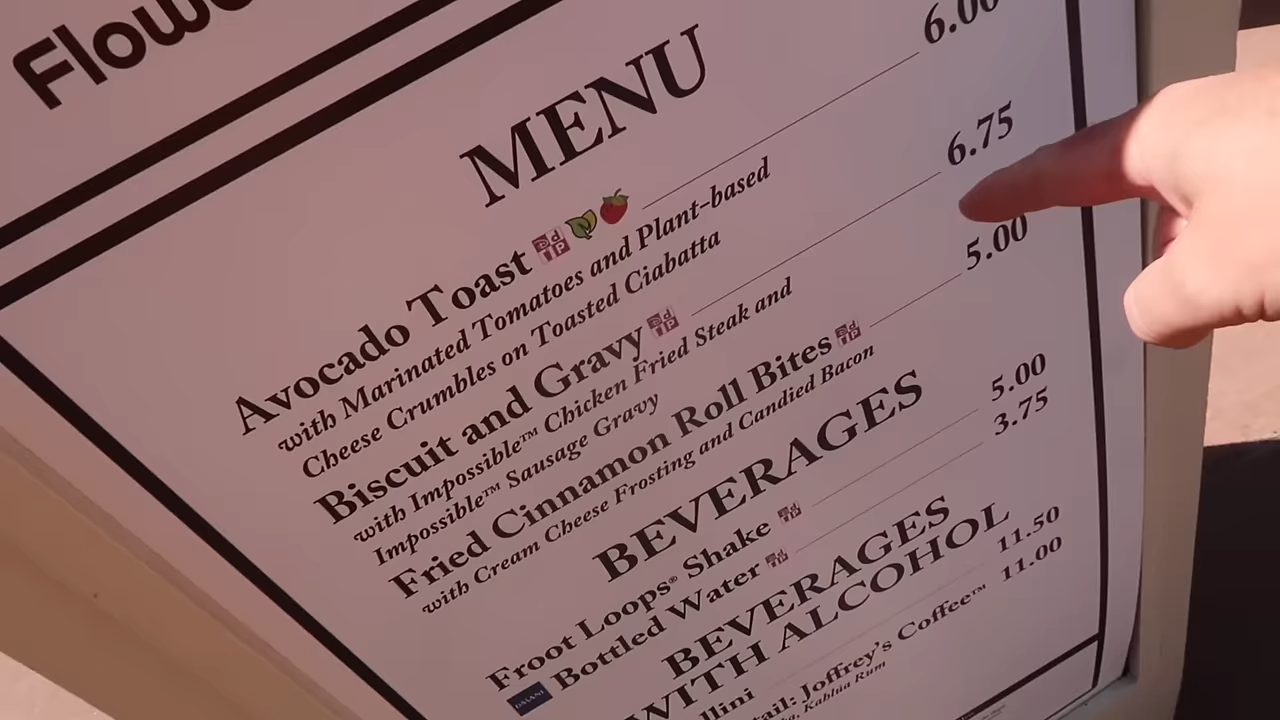 MENU
Avocado Toast 6.00
with Marinated Tomatoes and Plant-based
Cheese Crumbles on Toasted Ciabatta
Biscuit and Gravy 6.75
with Impossible™ Chicken Fried Steak and
Impossible™ Sausage Gravy
Fried Cinnamon Roll Bites 5.00
with Cream Cheese Frosting and Candied Bacon
BEVERAGES
Froot Loops® Shake 5.00
DASANI Bottled Water 3.75
BEVERAGES
WITH ALCOHOL
11.50
Joffrey's Coffee™ 11.00
Kahlúa Rum